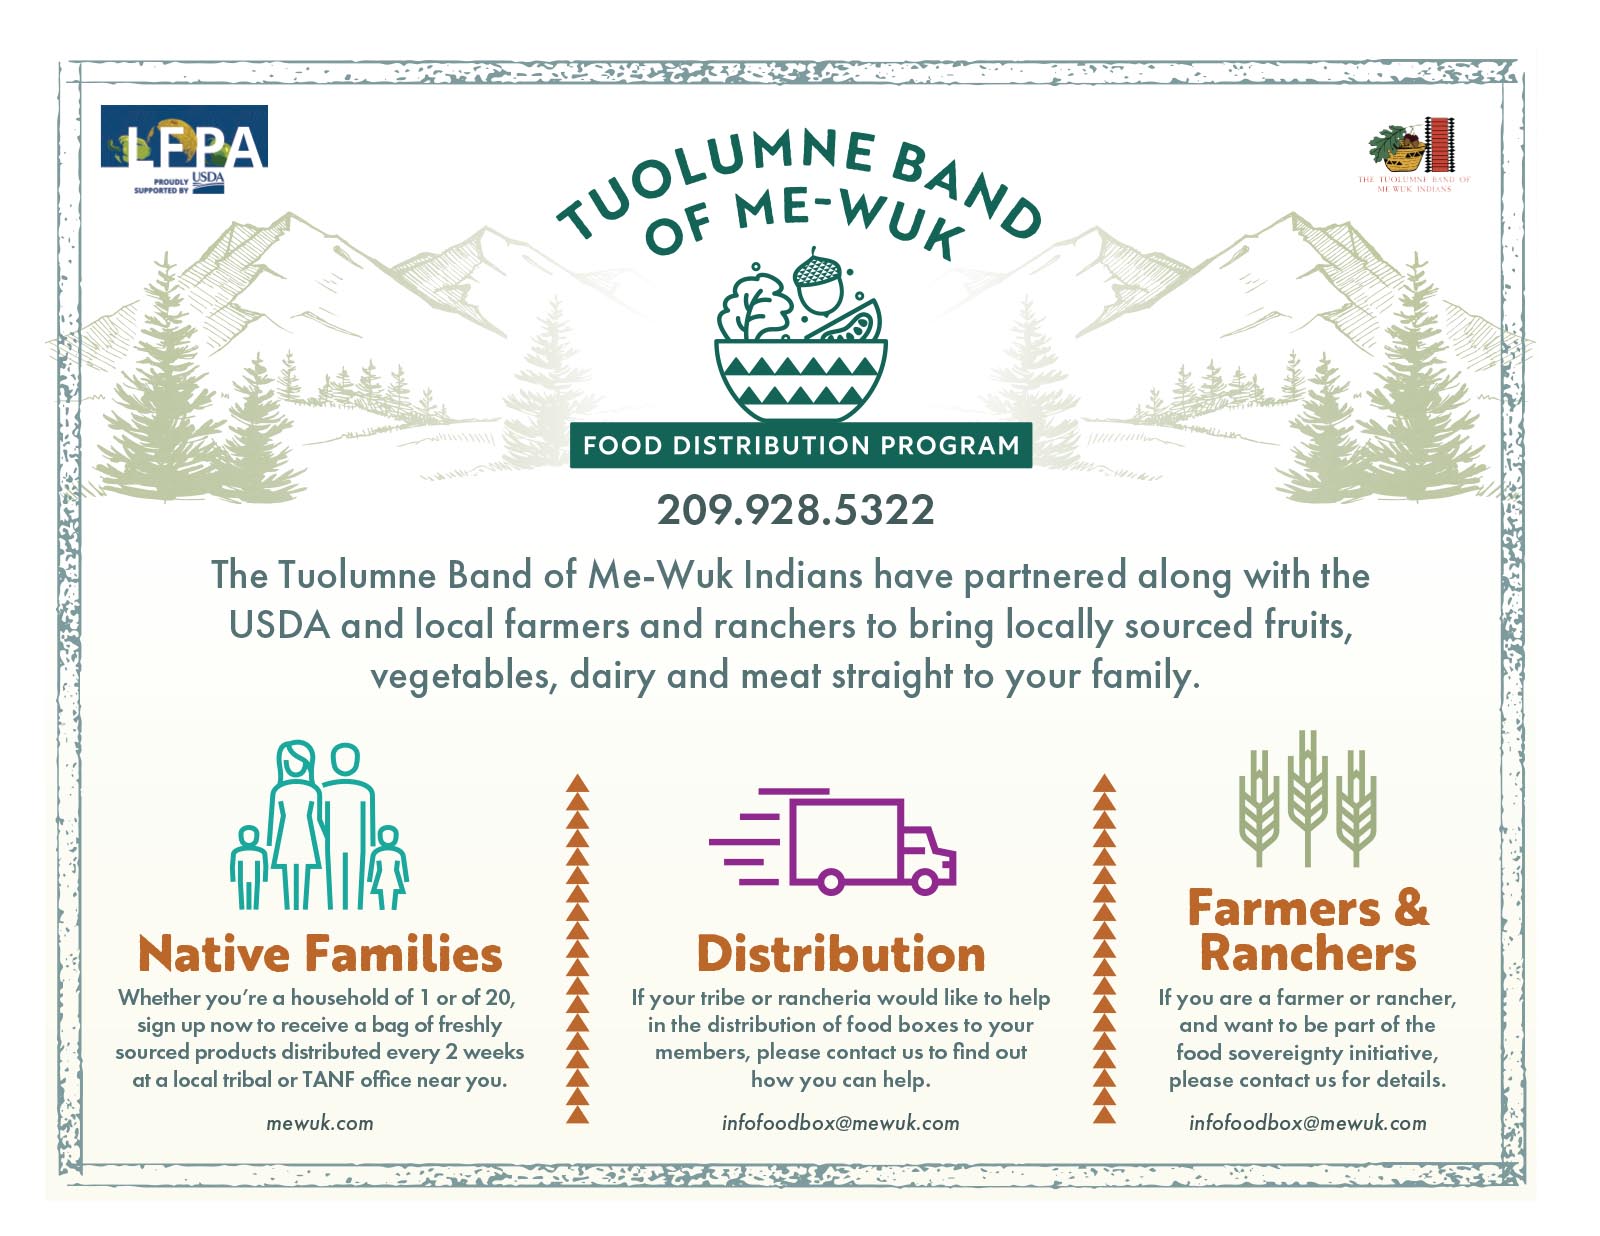 LFPA
PROUDLY
SUPPORTED BY USDA
THE TUOLUMNE BAND OF
ME WUK INDIANS
TUOLUMNE BAND
OF ME-WUK
FOOD DISTRIBUTION PROGRAM
209.928.5322
The Tuolumne Band of Me-Wuk Indians have partnered along with the
USDA and local farmers and ranchers to bring locally sourced fruits,
vegetables, dairy and meat straight to your family.
Native Families
Whether you're a household of 1 or of 20,
sign up now to receive a bag of freshly
sourced products distributed every 2 weeks
at a local tribal or TANF office near you.
mewuk.com
Distribution
If your tribe or rancheria would like to help
in the distribution of food boxes to your
members, please contact us to find out
how you can help.
infofoodbox@mewuk.com
Farmers &
Ranchers
If you are a farmer or rancher,
and want to be part of the
food sovereignty initiative,
please contact us for details.
infofoodbox@mewuk.com